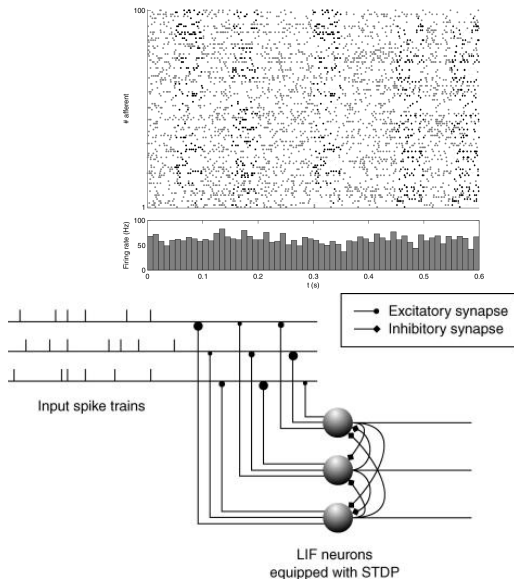 100
# afferent
1
100
50
0
Firing rate (Hz)
0
0.1
0.2
0.3
0.4
0.5
0.6
t (s)
Excitatory synapse
Inhibitory synapse
Input spike trains
LIF neurons
equipped with STDP